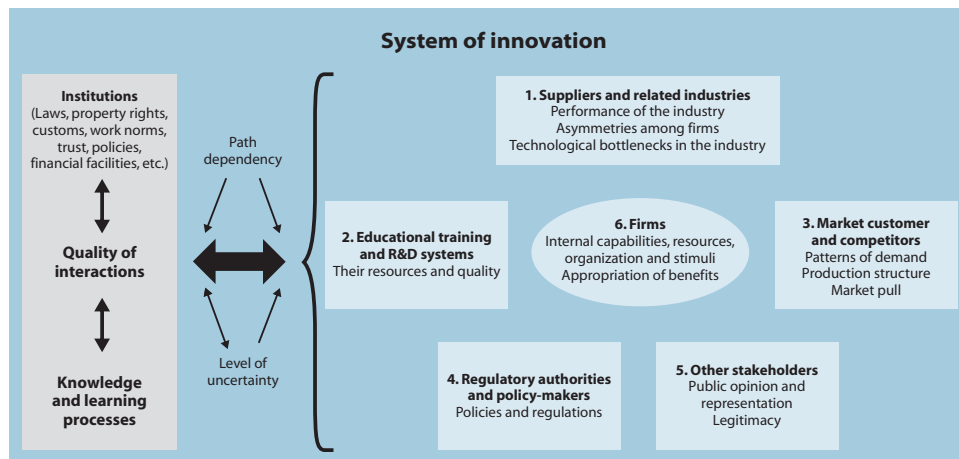 System of innovation
Institutions
(Laws, property rights,
customs, work norms,
trust, policies,
financial facilities, etc.)
Quality of
interactions
Knowledge
and learning
processes
Path
dependency
Level of
uncertainty
1. Suppliers and related industries
Performance of the industry
Asymmetries among firms
Technological bottlenecks in the industry
2. Educational training
and R&D systems
Their resources and quality
6. Firms
Internal capabilities, resources,
organization and stimuli
Appropriation of benefits
3. Market customer
and competitors
Patterns of demand
Production structure
Market pull
4. Regulatory authorities
and policy-makers
Policies and regulations
5. Other stakeholders
Public opinion and
representation
Legitimacy